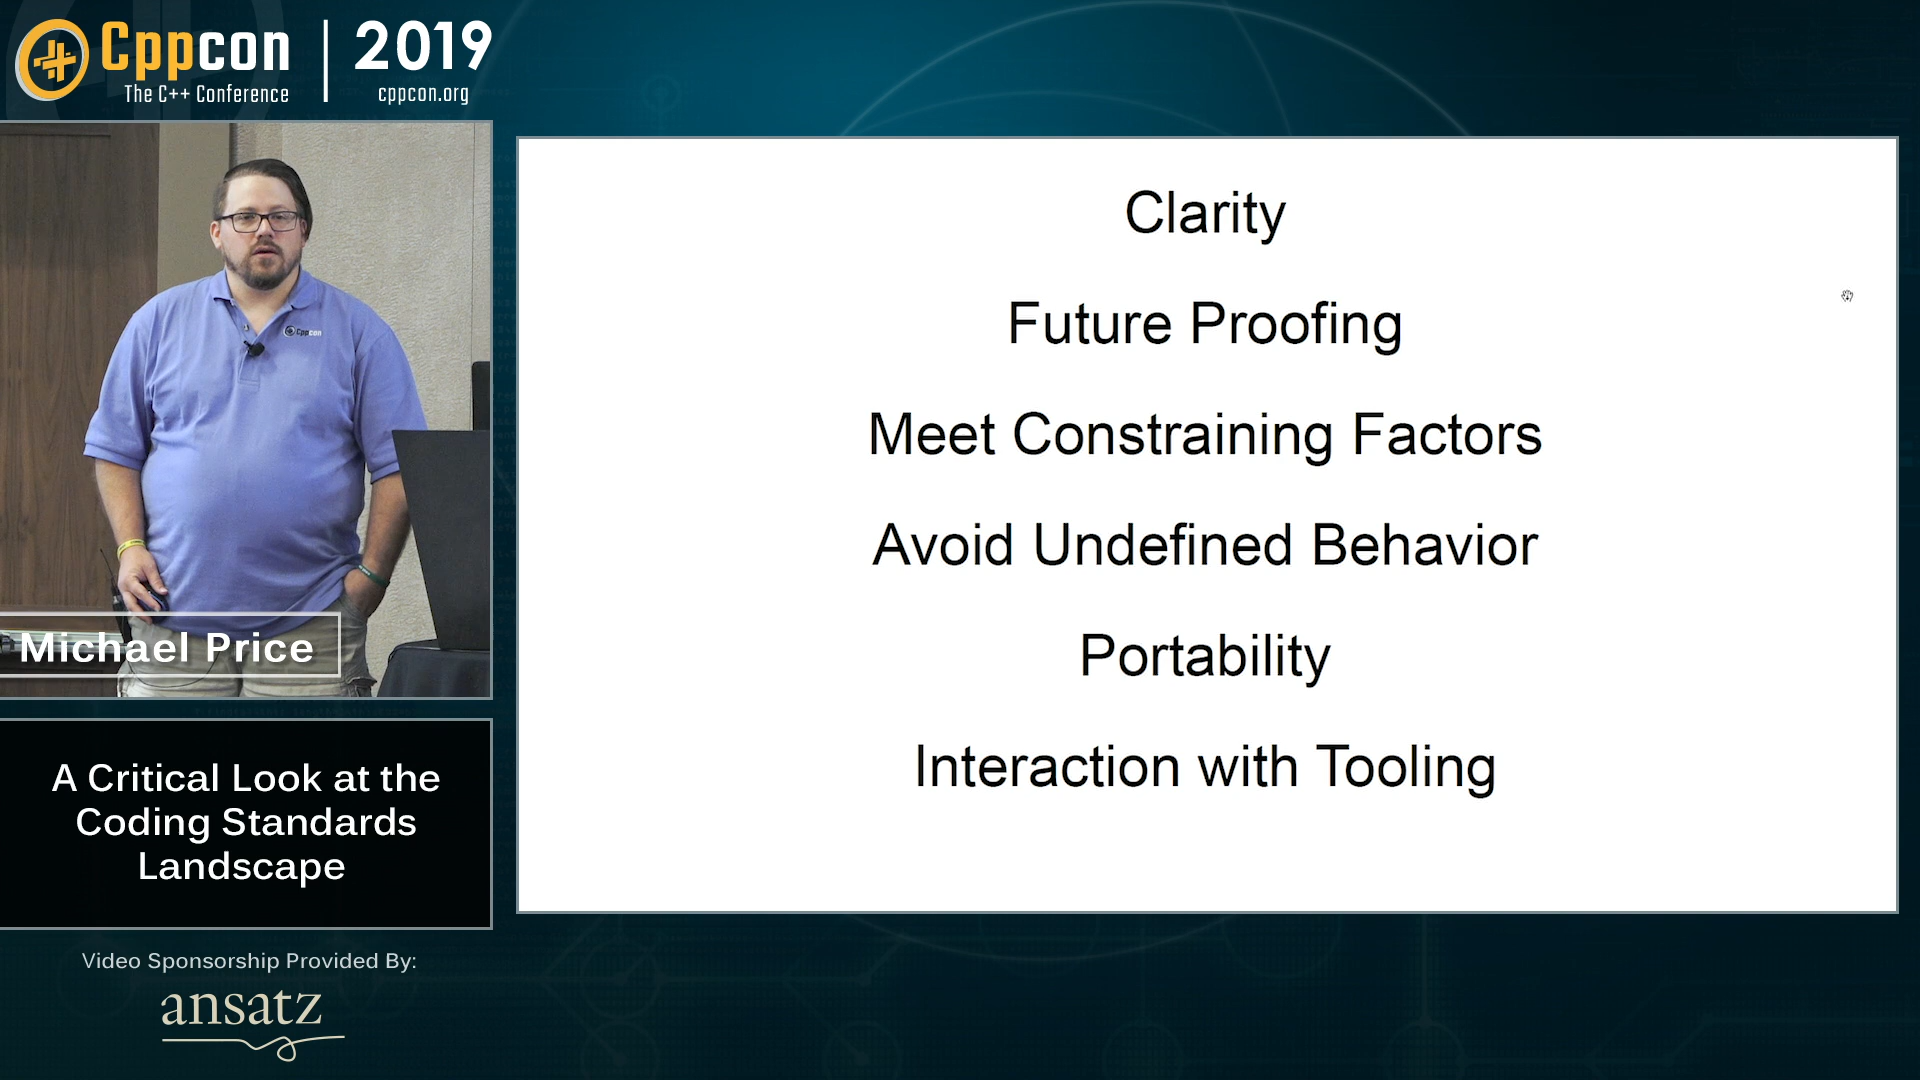 Cppcon
The C++ Conference
2019
cppcon.org
Cppcon
Michael Price
A Critical Look at the
Coding Standards
Landscape
Video Sponsorship Provided By:
ansatz
Clarity
Future Proofing
Meet Constraining Factors
Avoid Undefined Behavior
Portability
Interaction with Tooling